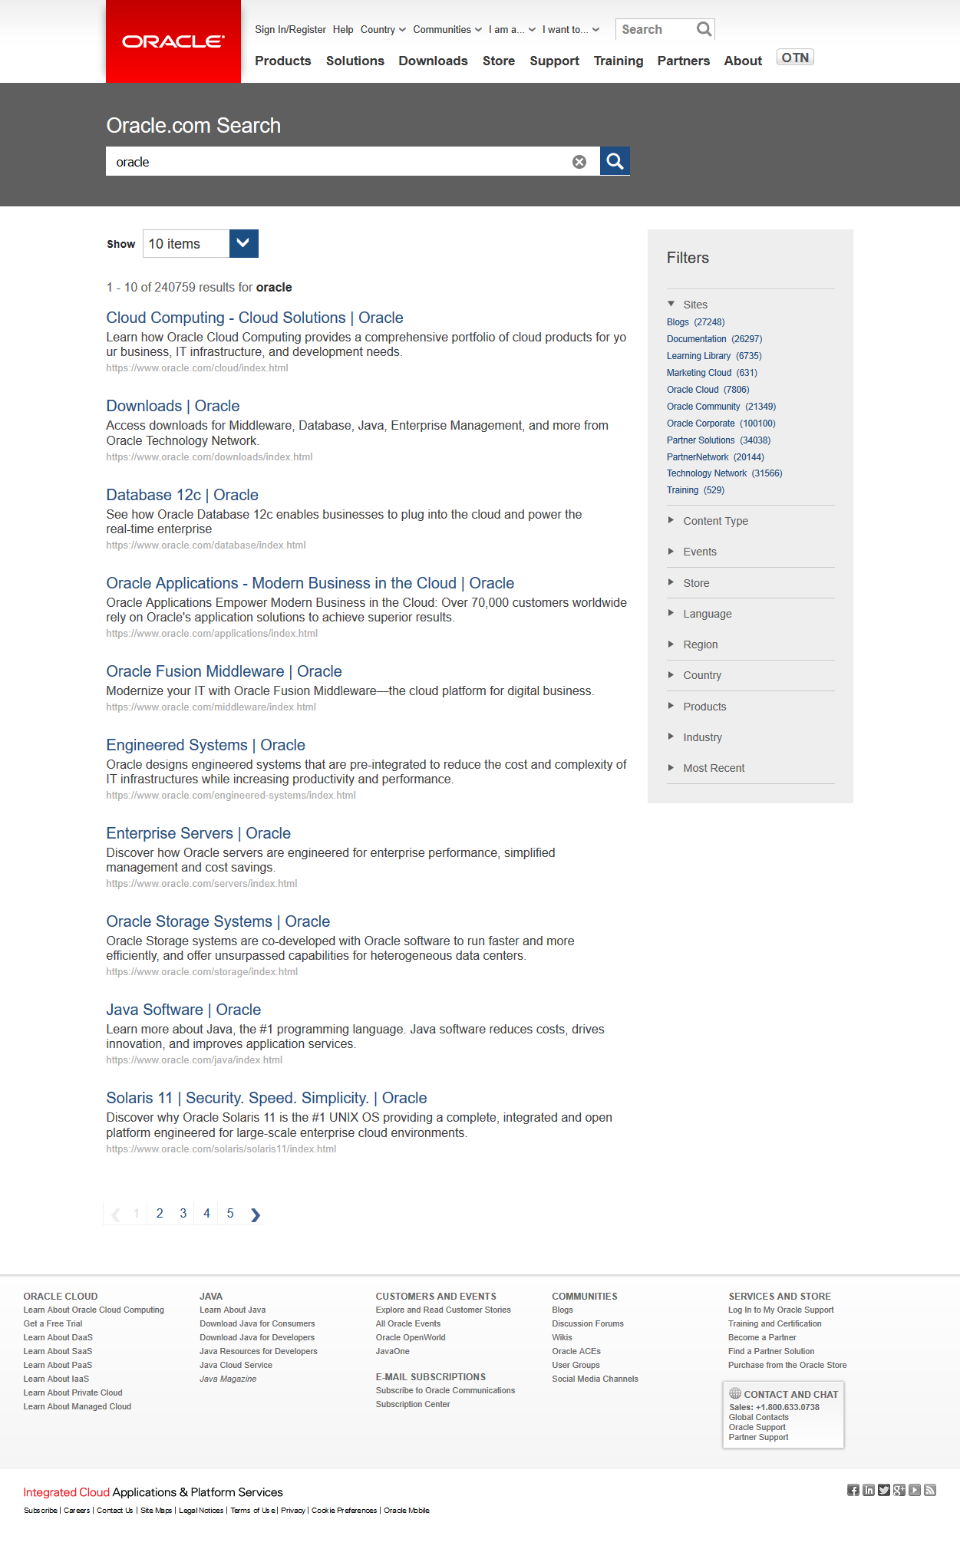 ORACLE
Sign In/Register Help Country Communities I am a... I want to... Search
Products Solutions Downloads Store Support Training Partners About OTN
Oracle.com Search
oracle
Show 10 items
1 - 10 of 240759 results for oracle
Cloud Computing - Cloud Solutions | Oracle
Learn how Oracle Cloud Computing provides a comprehensive portfolio of cloud products for yo
ur business, IT infrastructure, and development needs.
https://www.oracle.com/cloud/index.html
Downloads | Oracle
Access downloads for Middleware, Database, Java, Enterprise Management, and more from
Oracle Technology Network.
https://www.oracle.com/downloads/index.html
Database 12c | Oracle
See how Oracle Database 12c enables businesses to plug into the cloud and power the
real-time enterprise
https://www.oracle.com/database/index.html
Oracle Applications - Modern Business in the Cloud | Oracle
Oracle Applications Empower Modern Business in the Cloud: Over 70,000 customers worldwide
rely on Oracle's application solutions to achieve superior results.
https://www.oracle.com/applications/index.html
Oracle Fusion Middleware | Oracle
Modernize your IT with Oracle Fusion Middleware—the cloud platform for digital business.
https://www.oracle.com/middleware/index.html
Engineered Systems | Oracle
Oracle designs engineered systems that are pre-integrated to reduce the cost and complexity of
IT infrastructures while increasing productivity and performance.
https://www.oracle.com/engineered-systems/index.html
Enterprise Servers | Oracle
Discover how Oracle servers are engineered for enterprise performance, simplified
management and cost savings.
https://www.oracle.com/servers/index.html
Oracle Storage Systems | Oracle
Oracle Storage systems are co-developed with Oracle software to run faster and more
efficiently, and offer unsurpassed capabilities for heterogeneous data centers.
https://www.oracle.com/storage/index.html
Java Software | Oracle
Learn more about Java, the #1 programming language. Java software reduces costs, drives
innovation, and improves application services.
https://www.oracle.com/java/index.html
Solaris 11 | Security. Speed. Simplicity. | Oracle
Discover why Oracle Solaris 11 is the #1 UNIX OS providing a complete, integrated and open
platform engineered for large-scale enterprise cloud environments.
https://www.oracle.com/solaris/solaris11/index.html
1 2 3 4 5
Filters
Sites
Blogs (27248)
Documentation (26297)
Learning Library (6735)
Marketing Cloud (631)
Oracle Cloud (7806)
Oracle Community (21349)
Oracle Corporate (100100)
Partner Solutions (34038)
PartnerNetwork (20144)
Technology Network (31566)
Training (529)
Content Type
Events
Store
Language
Region
Country
Products
Industry
Most Recent
ORACLE CLOUD
Learn About Oracle Cloud Computing
Get a Free Trial
Learn About DaaS
Learn About SaaS
Learn About PaaS
Learn About IaaS
Learn About Private Cloud
Learn About Managed Cloud
JAVA
Learn About Java
Download Java for Consumers
Download Java for Developers
Java Resources for Developers
Java Cloud Service
Java Magazine
CUSTOMERS AND EVENTS
Explore and Read Customer Stories
All Oracle Events
Oracle OpenWorld
JavaOne
E-MAIL SUBSCRIPTIONS
Subscribe to Oracle Communications
Subscription Center
COMMUNITIES
Blogs
Discussion Forums
Wikis
Oracle ACEs
User Groups
Social Media Channels
SERVICES AND STORE
Log In to My Oracle Support
Training and Certification
Become a Partner
Find a Partner Solution
Purchase from the Oracle Store
CONTACT AND CHAT
Sales: +1.800.633.0738
Global Contacts
Oracle Support
Partner Support
Integrated Cloud Applications & Platform Services
Subscribe | Careers | Contact Us | Site Maps | Legal Notices | Terms of Use | Privacy | Cookie Preferences | Oracle Mobile